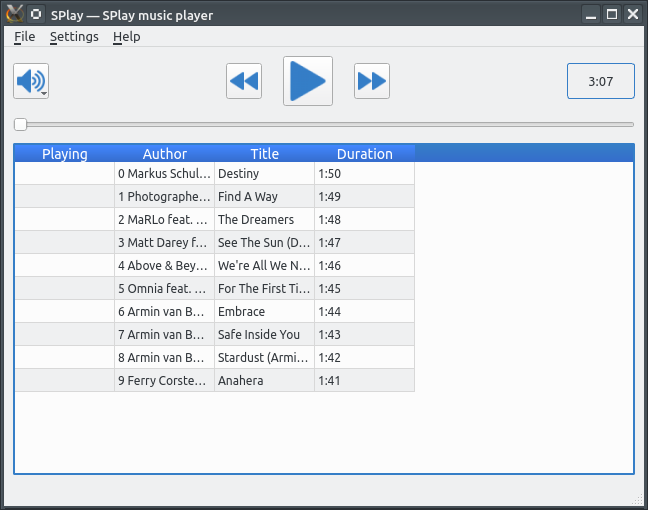 SPlay — SPlay music player
File Settings Help
3:07
Playing Author Title Duration
0 Markus Schul... Destiny 1:50
1 Photographe... Find A Way 1:49
2 MaRLo feat. ... The Dreamers 1:48
3 Matt Darey f... See The Sun (D... 1:47
4 Above & Bey... We're All We N... 1:46
5 Omnia feat. ... For The First Ti... 1:45
6 Armin van B... Embrace 1:44
7 Armin van B... Safe Inside You 1:43
8 Armin van B... Stardust (Armi... 1:42
9 Ferry Corste... Anahera 1:41